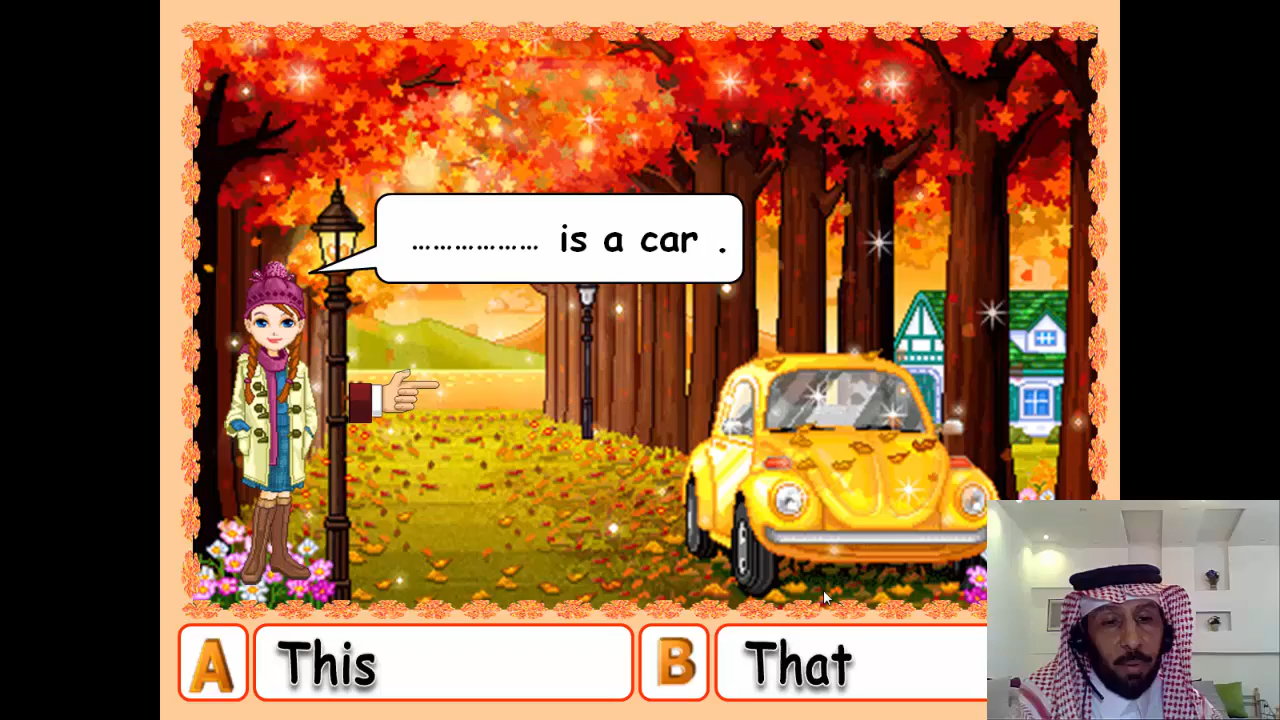 ……………… is a car .
A This B That